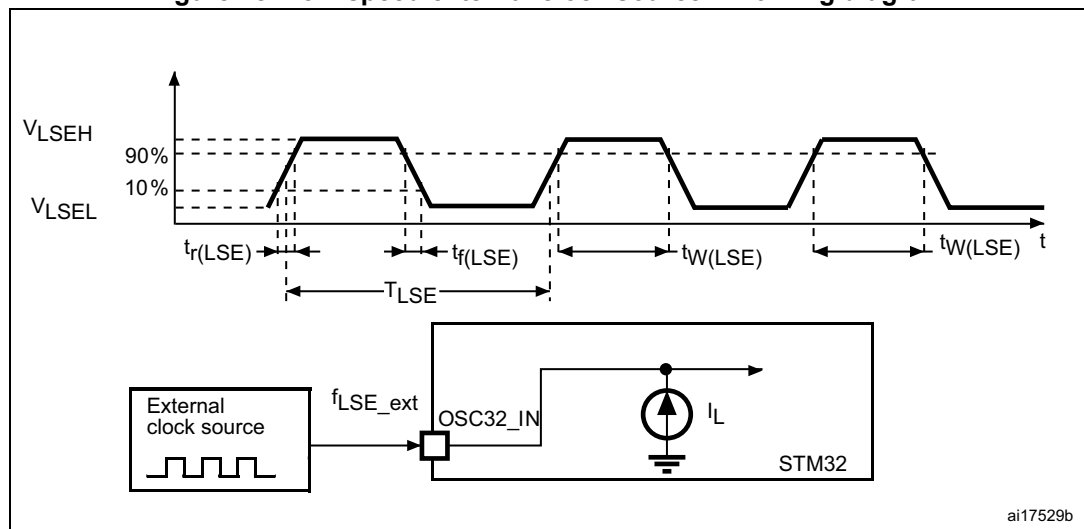 V_LSEH
90%
10%
V_LSEL
t_r(LSE)
t_f(LSE)
t_W(LSE)
t_W(LSE)
t
T_LSE
External
clock source
f_LSE_ext
OSC32_IN
I_L
STM32
ai17529b